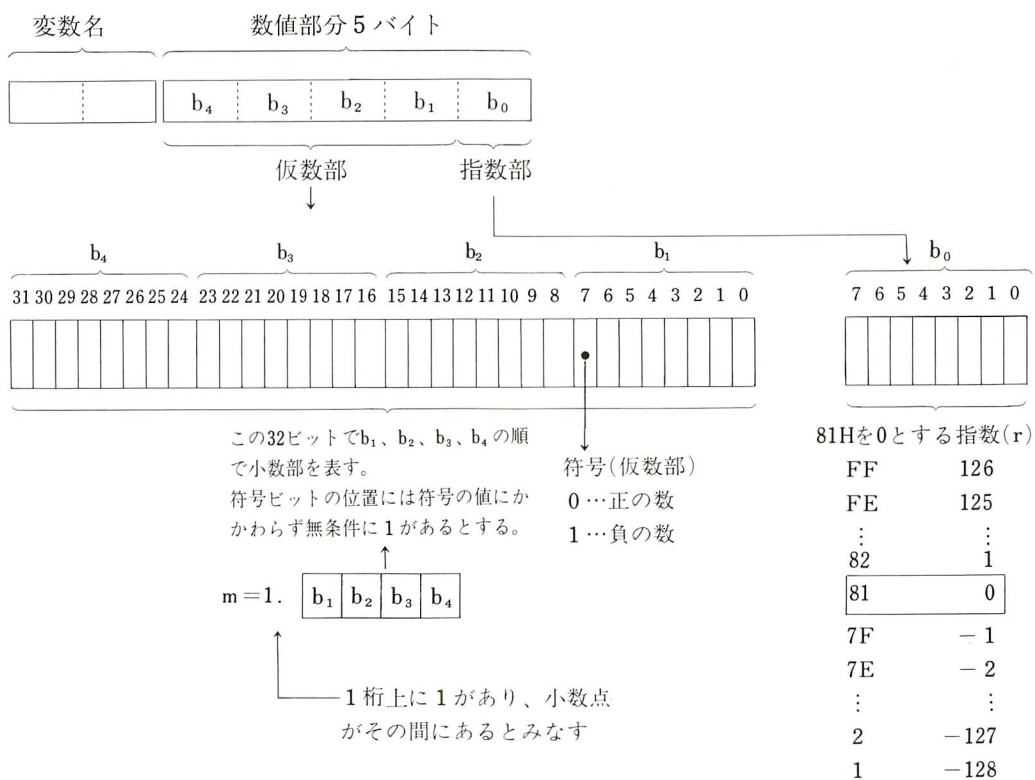 変数名 数値部分5バイト
b₄ b₃ b₂ b₁ b₀
仮数部 指数部
b₄ b₃ b₂ b₁ b₀
31 30 29 28 27 26 25 24 23 22 21 20 19 18 17 16 15 14 13 12 11 10 9 8 7 6 5 4 3 2 1 0 7 6 5 4 3 2 1 0
この32ビットでb₁、b₂、b₃、b₄の順
で小数部を表す。
符号ビットの位置には符号の値にか
かわらず無条件に1があるとする。
m=1. b₁ b₂ b₃ b₄
1桁上に1があり、小数点
がその間にあるとみなす
符号(仮数部)
0…正の数
1…負の数
81Hを0とする指数(r)
FF 126
FE 125
⋮ ⋮
82 1
81 0
7F −1
7E −2
⋮ ⋮
2 −127
1 −128